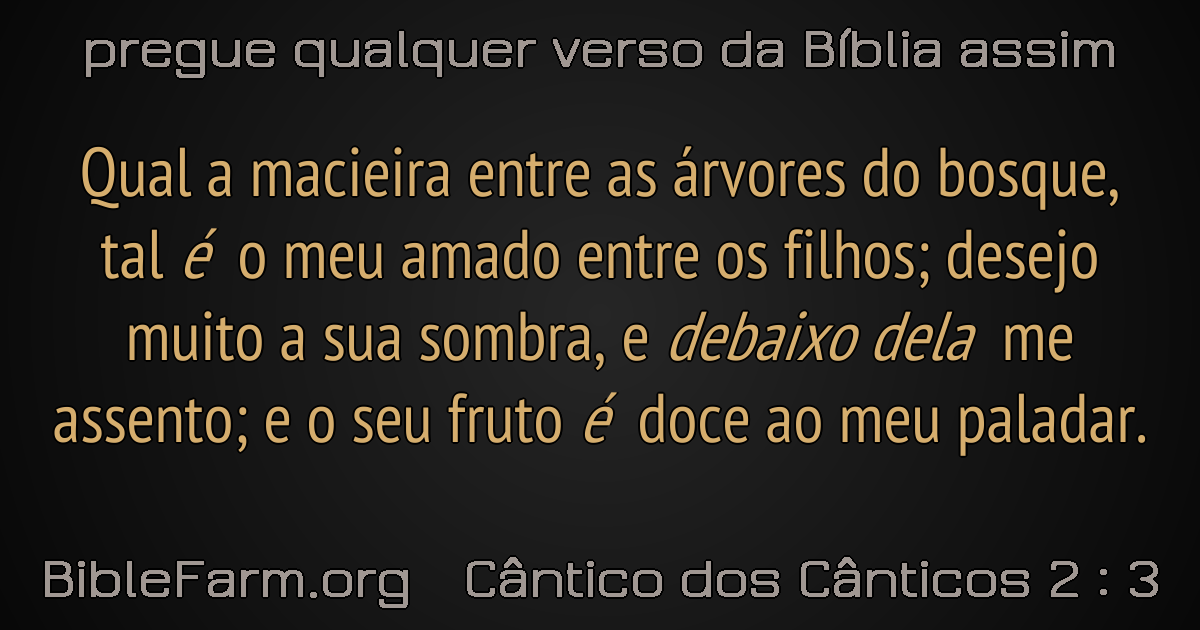 pregue qualquer verso da Bíblia assim
Qual a macieira entre as árvores do bosque,
tal é o meu amado entre os filhos; desejo
muito a sua sombra, e debaixo dela me
assento; e o seu fruto é doce ao meu paladar.
BibleFarm.org Cântico dos Cânticos 2 : 3